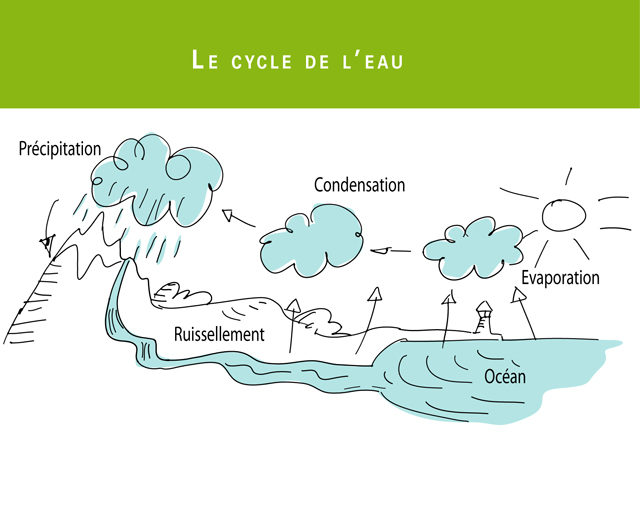 Le cycle de l'eau
Précipitation
Condensation
Evaporation
Ruissellement
Océan